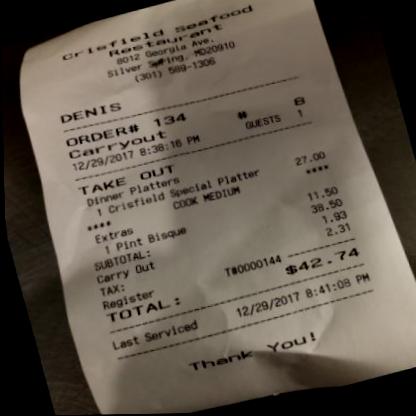 Crisfield Seafood
Restaurant
8012 Georgia Ave.
Silver Spring, MD20910
(301) 589-1306
DENIS
ORDER# 134 # 8
Carryout GUESTS 1
12/29/2017 8:38:16 PM
TAKE OUT
Dinner Platters
1 Crisfield Special Platter 27.00
COOK MEDIUM ****
****
Extras
1 Pint Bisque 11.50
SUBTOTAL: 38.50
Carry Out 1.93
TAX: 2.31
Register T#0000144
TOTAL: $42.74
Last Serviced 12/29/2017 8:41:08 PM
Thank You!